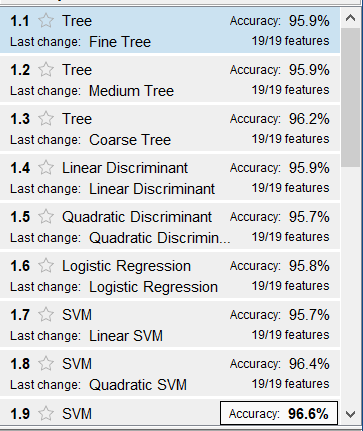 1.1 Tree Accuracy: 95.9%
Last change: Fine Tree 19/19 features
1.2 Tree Accuracy: 95.9%
Last change: Medium Tree 19/19 features
1.3 Tree Accuracy: 96.2%
Last change: Coarse Tree 19/19 features
1.4 Linear Discriminant Accuracy: 95.9%
Last change: Linear Discriminant 19/19 features
1.5 Quadratic Discriminant Accuracy: 95.7%
Last change: Quadratic Discrimin... 19/19 features
1.6 Logistic Regression Accuracy: 95.8%
Last change: Logistic Regression 19/19 features
1.7 SVM Accuracy: 95.7%
Last change: Linear SVM 19/19 features
1.8 SVM Accuracy: 96.4%
Last change: Quadratic SVM 19/19 features
1.9 SVM Accuracy: 96.6%